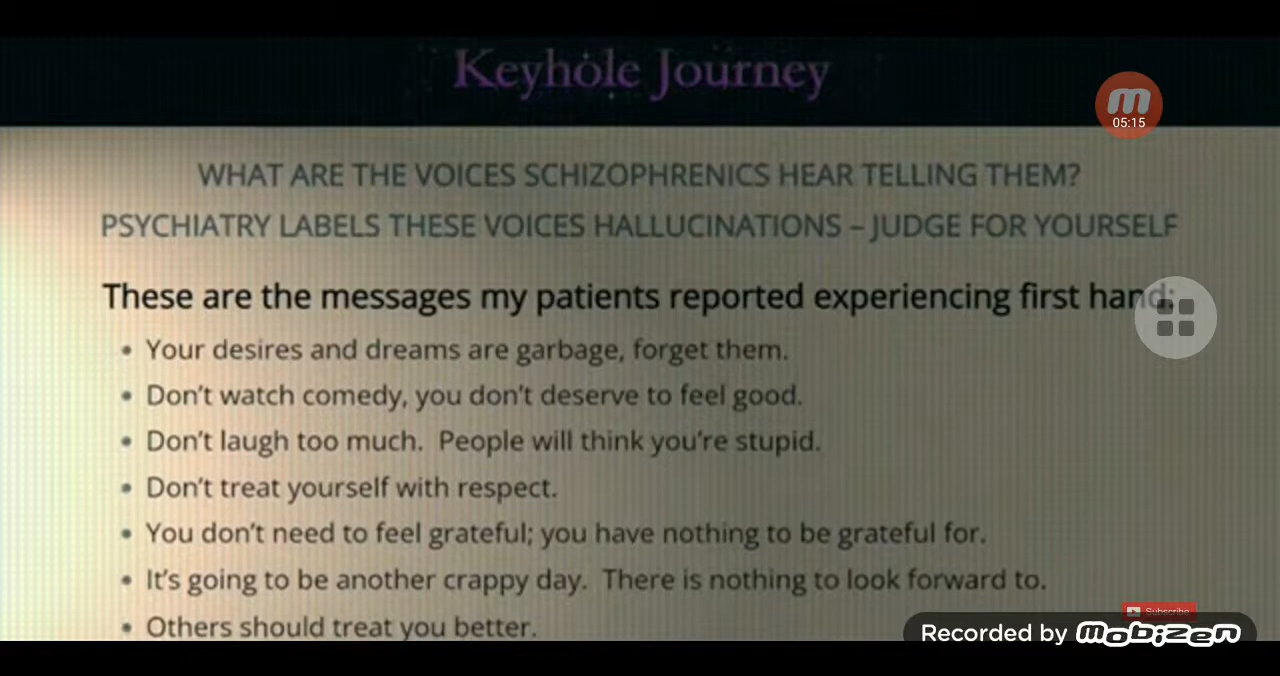 Keyhole Journey
05:15
WHAT ARE THE VOICES SCHIZOPHRENICS HEAR TELLING THEM?
PSYCHIATRY LABELS THESE VOICES HALLUCINATIONS – JUDGE FOR YOURSELF
These are the messages my patients reported experiencing first hand:
Your desires and dreams are garbage, forget them.
Don't watch comedy, you don't deserve to feel good.
Don't laugh too much.  People will think you're stupid.
Don't treat yourself with respect.
You don't need to feel grateful; you have nothing to be grateful for.
It's going to be another crappy day.  There is nothing to look forward to.
Others should treat you better.
Subscribe
Recorded by mobizen